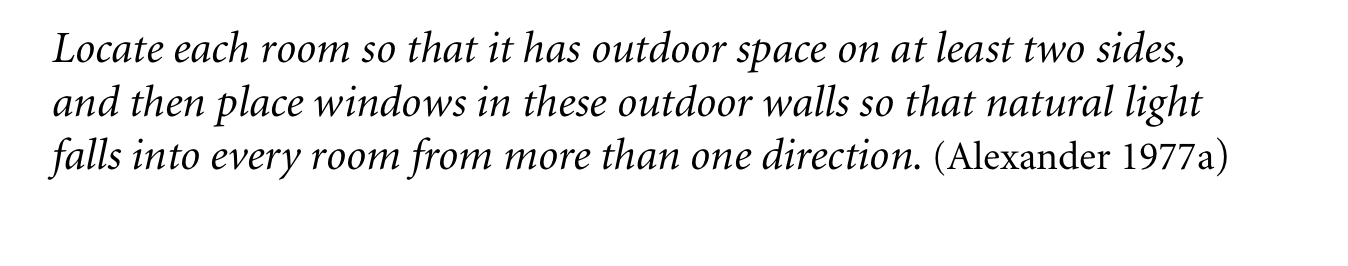 Locate each room so that it has outdoor space on at least two sides,
and then place windows in these outdoor walls so that natural light
falls into every room from more than one direction. (Alexander 1977a)